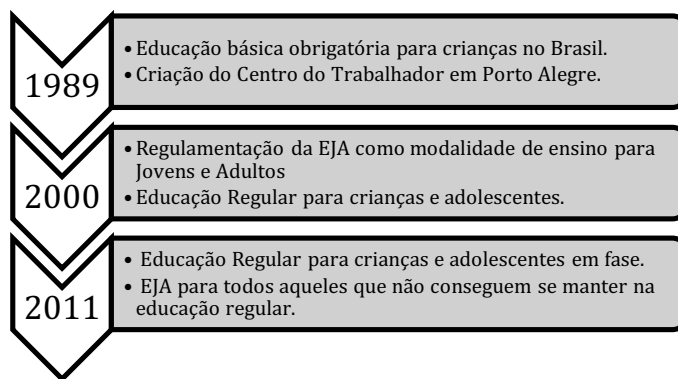 1989
• Educação básica obrigatória para crianças no Brasil.
• Criação do Centro do Trabalhador em Porto Alegre.
2000
• Regulamentação da EJA como modalidade de ensino para
Jovens e Adultos
• Educação Regular para crianças e adolescentes.
2011
• Educação Regular para crianças e adolescentes em fase.
• EJA para todos aqueles que não conseguem se manter na
educação regular.